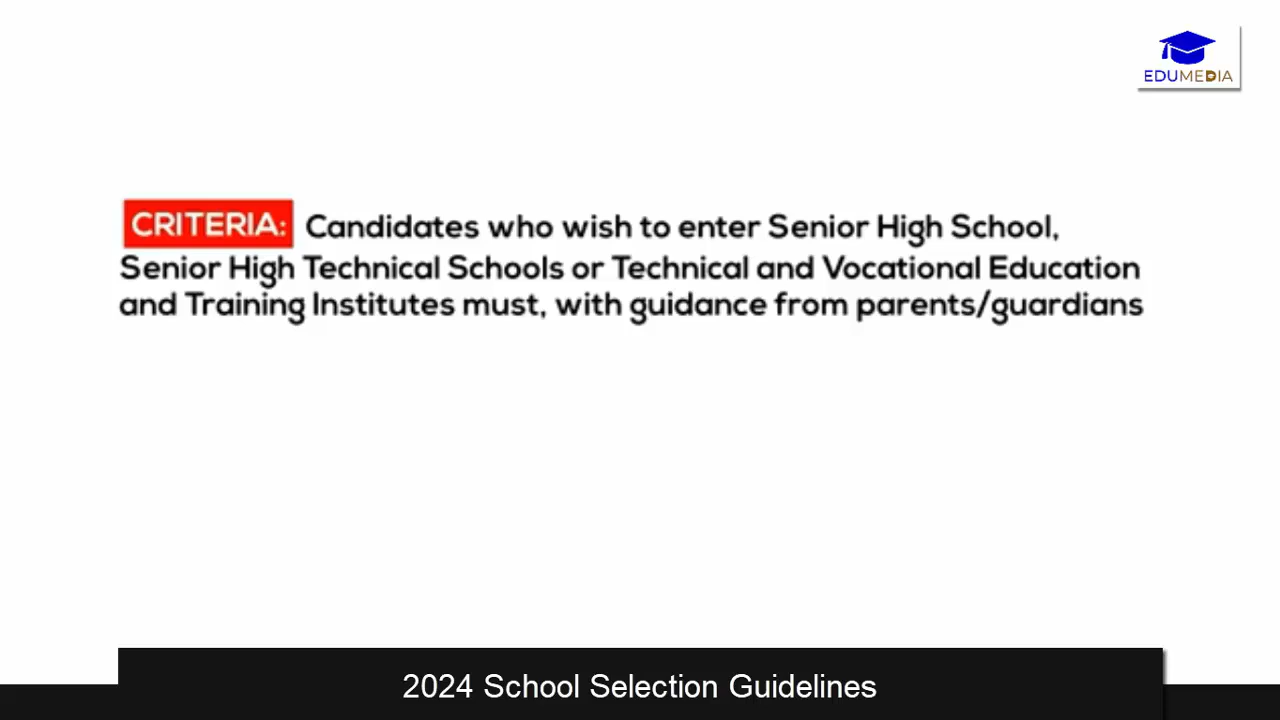 EDUMEDIA
CRITERIA: Candidates who wish to enter Senior High School,
Senior High Technical Schools or Technical and Vocational Education
and Training Institutes must, with guidance from parents/guardians
2024 School Selection Guidelines